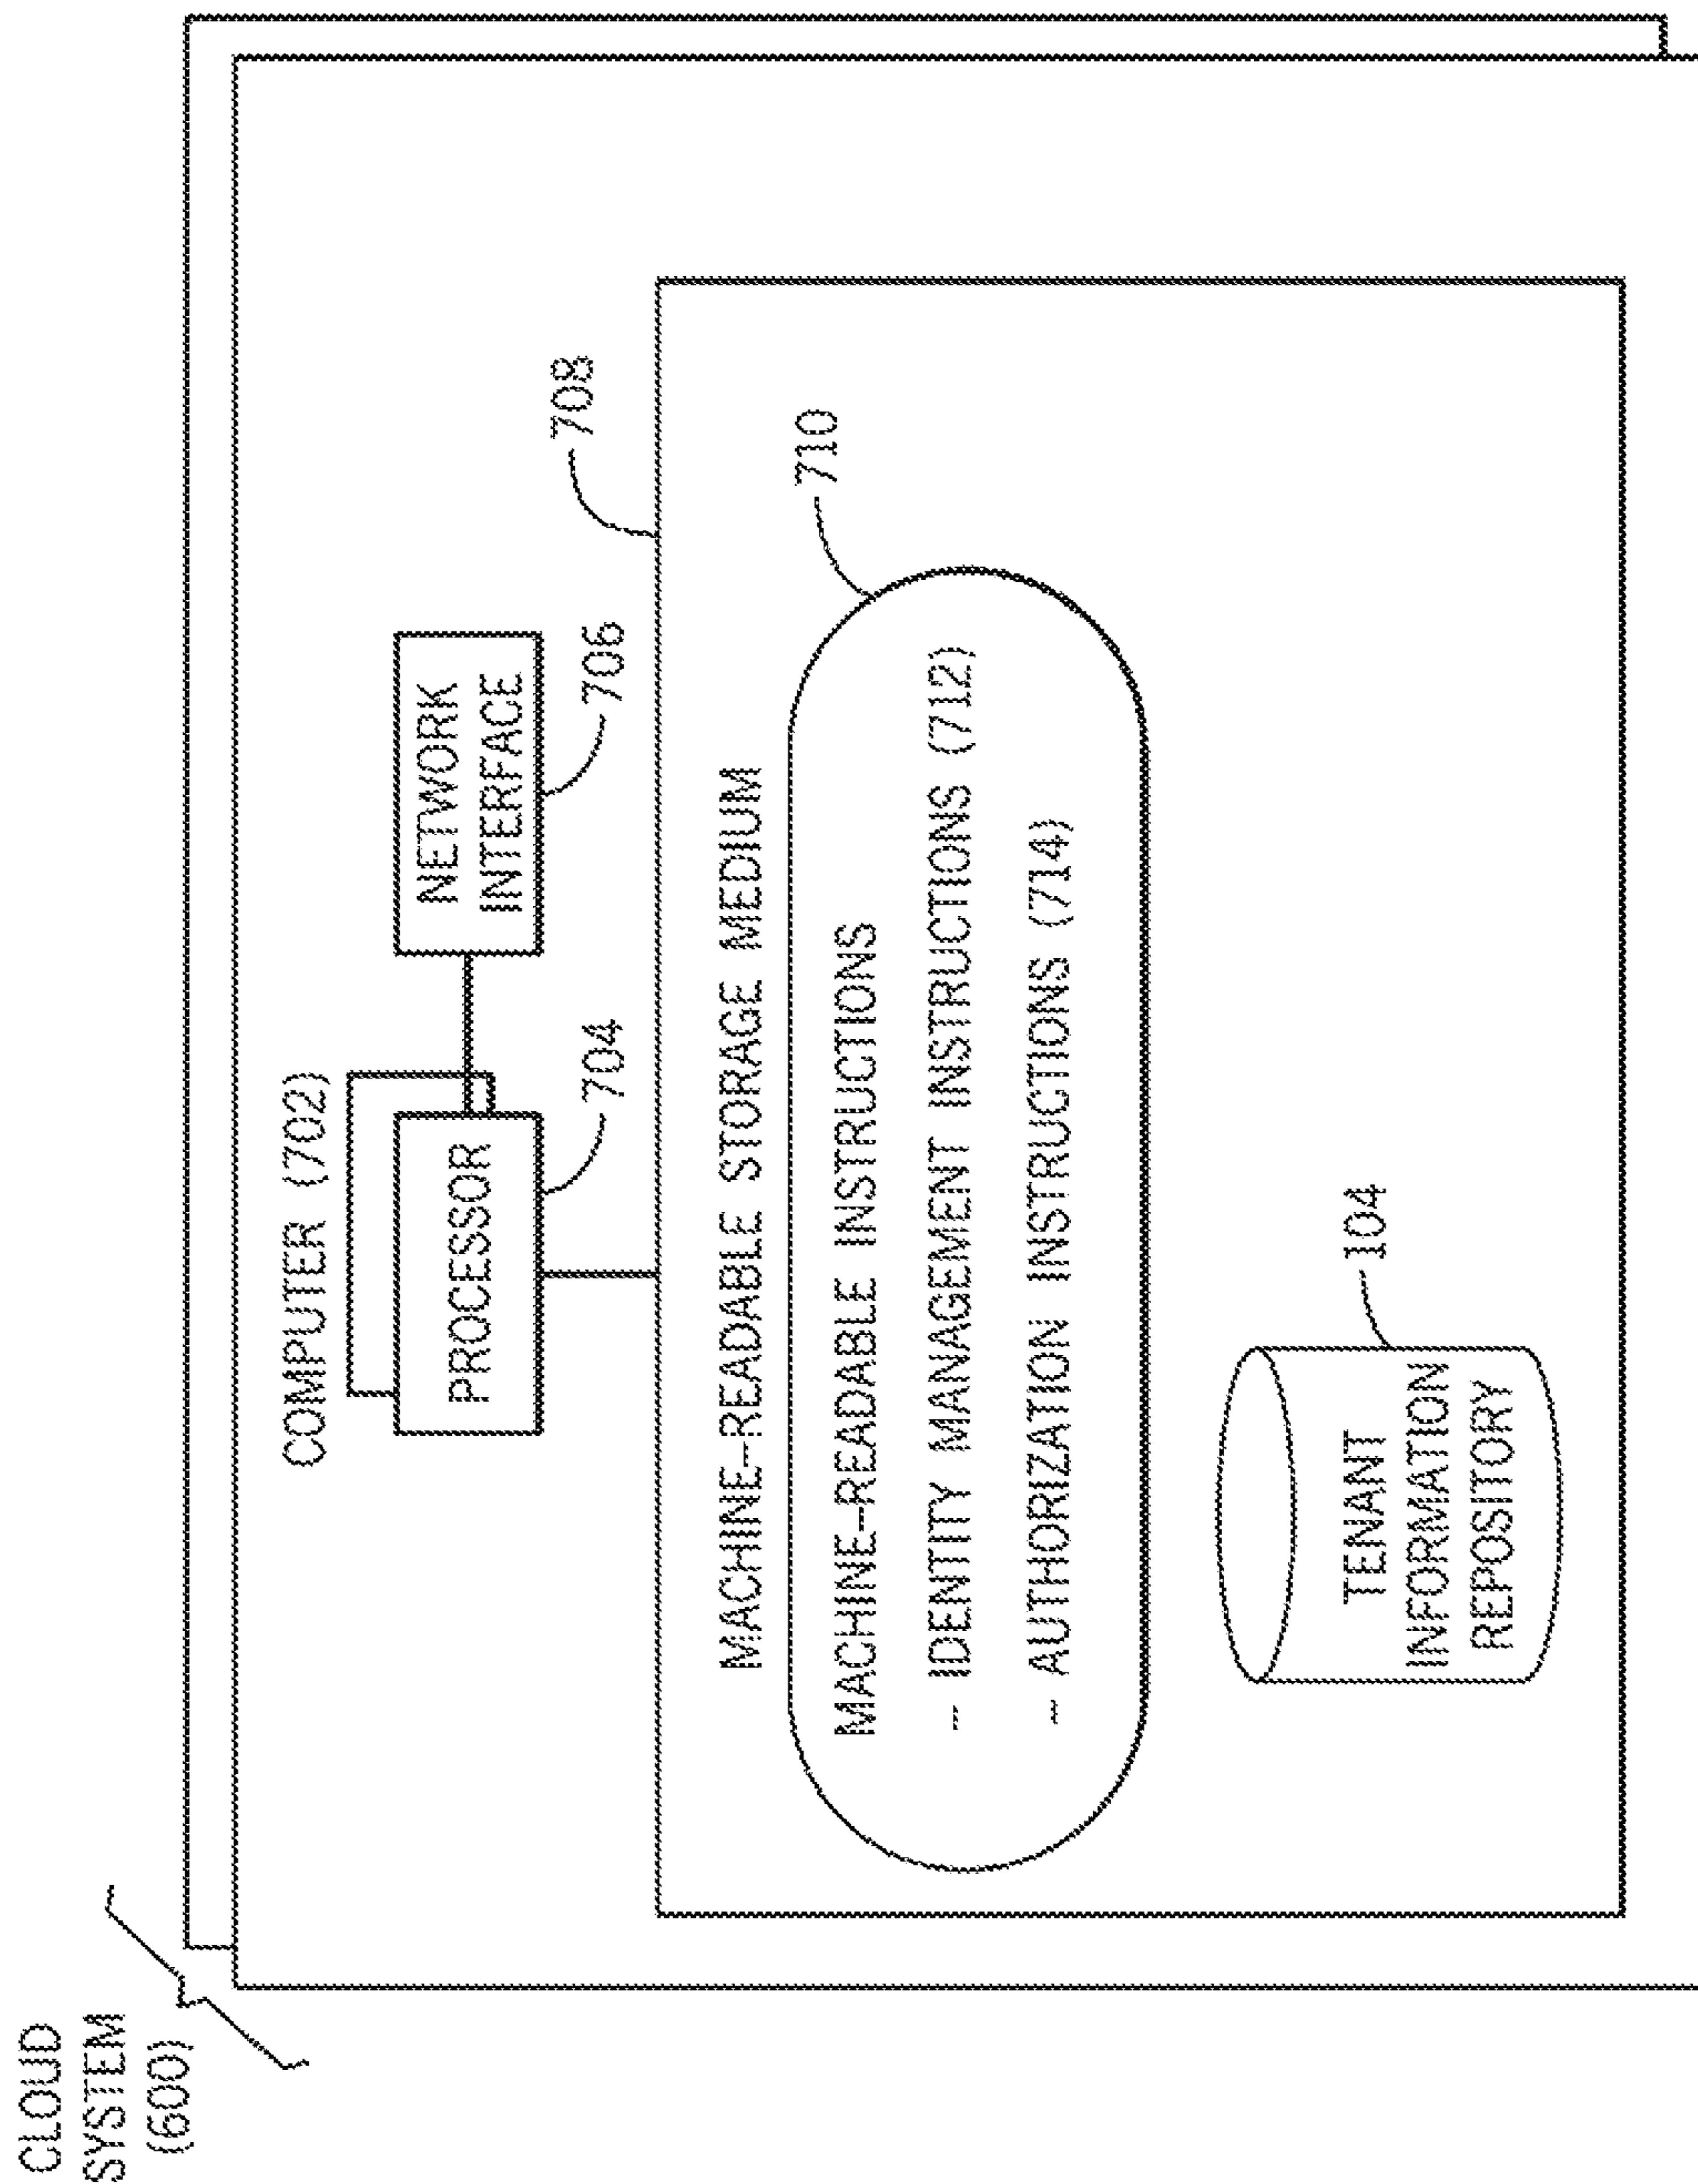 CLOUD
SYSTEM
(600)
COMPUTER (702)
PROCESSOR
704
NETWORK
INTERFACE
706
708
MACHINE-READABLE STORAGE MEDIUM
710
MACHINE-READABLE INSTRUCTIONS
- IDENTITY MANAGEMENT INSTRUCTIONS (712)
- AUTHORIZATION INSTRUCTIONS (714)
104
TENANT
INFORMATION
REPOSITORY